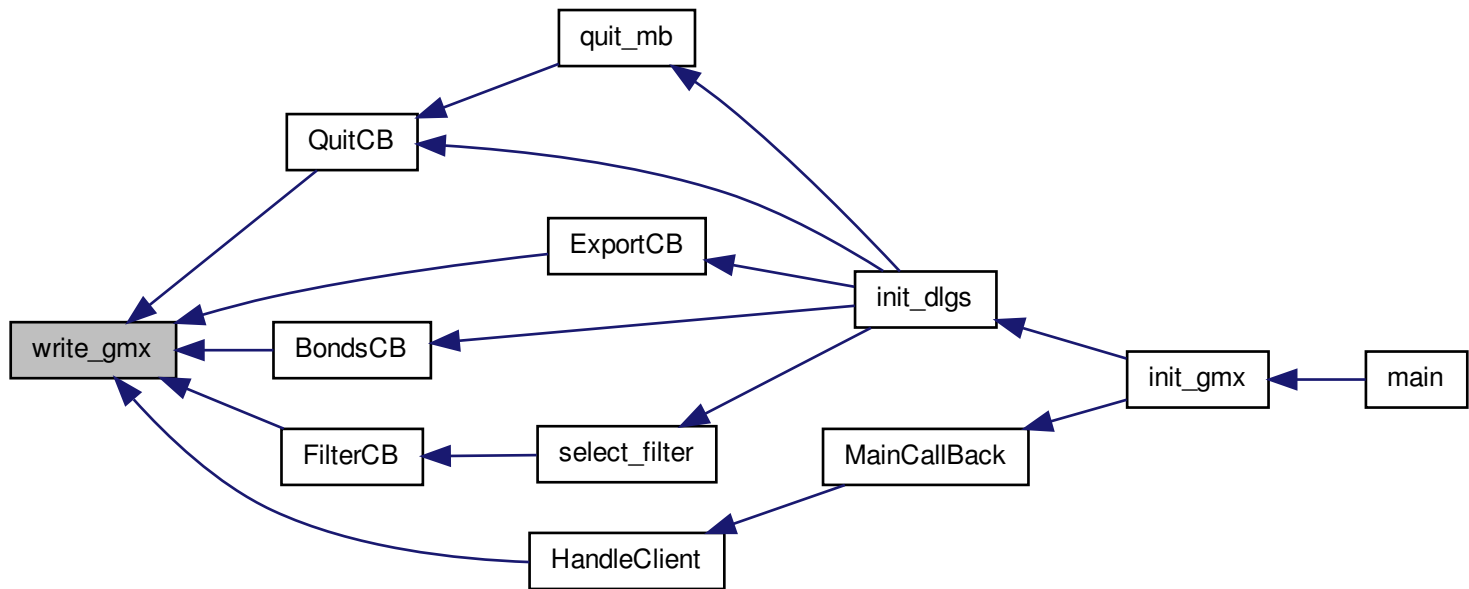 quit_mb
QuitCB
ExportCB
init_dlgs
write_gmx
BondsCB
init_gmx
main
FilterCB
select_filter
MainCallBack
HandleClient